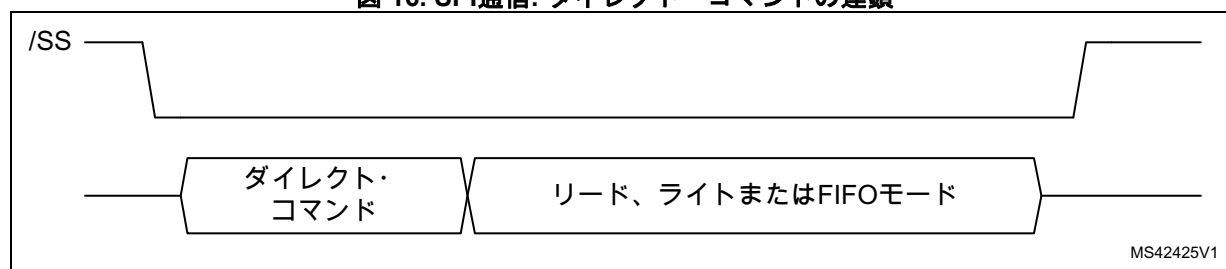 図 16. SPI通信: ダイレクト・コマンドの連鎖
/SS
ダイレクト・
コマンド
リード、ライトまたはFIFOモード
MS42425V1